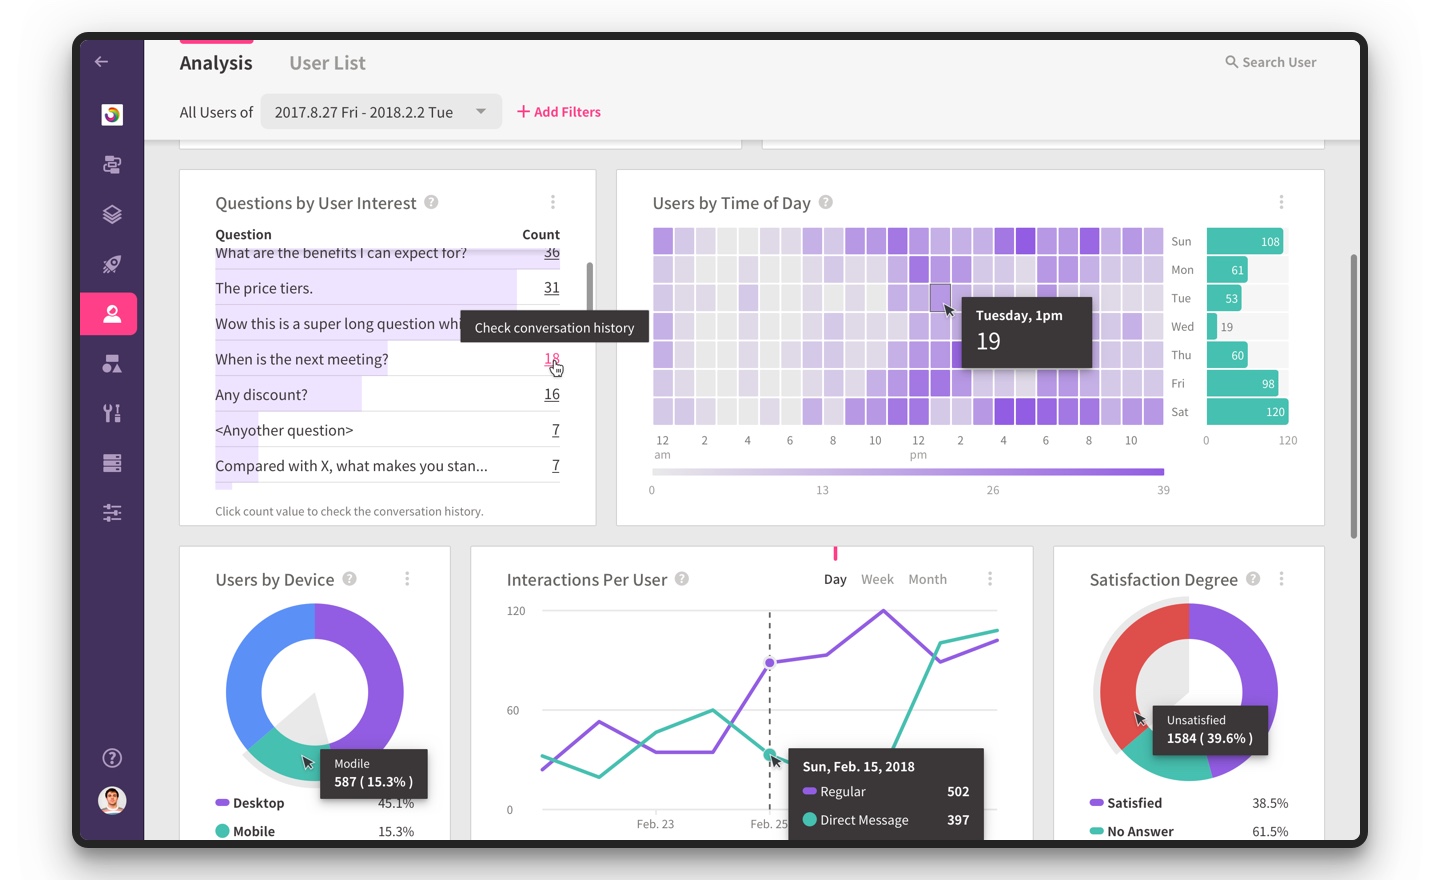 Analysis
User List
Search User
All Users of
2017.8.27 Fri - 2018.2.2 Tue
Add Filters
Questions by User Interest
?
Question
Count
What are the benefits I can expect for?
36
The price tiers.
31
Wow this is a super long question whi
Check conversation history
When is the next meeting?
18
Any discount?
16
<Anyother question>
7
Compared with X, what makes you stan...
7
Click count value to check the conversation history.
Users by Time of Day
?
Sun
108
Mon
61
Tue
53
Wed
19
Thu
60
Fri
98
Sat
120
Tuesday, 1pm
19
12
am
2
4
6
8
10
12
pm
2
4
6
8
10
0
120
0
13
26
39
Users by Device
?
Modile
587 ( 15.3% )
Desktop
45.1%
Mobile
15.3%
Interactions Per User
?
Day
Week
Month
120
60
0
Feb. 23
Feb. 25
Sun, Feb. 15, 2018
Regular
502
Direct Message
397
Satisfaction Degree
?
Unsatisfied
1584 ( 39.6% )
Satisfied
38.5%
No Answer
61.5%
?